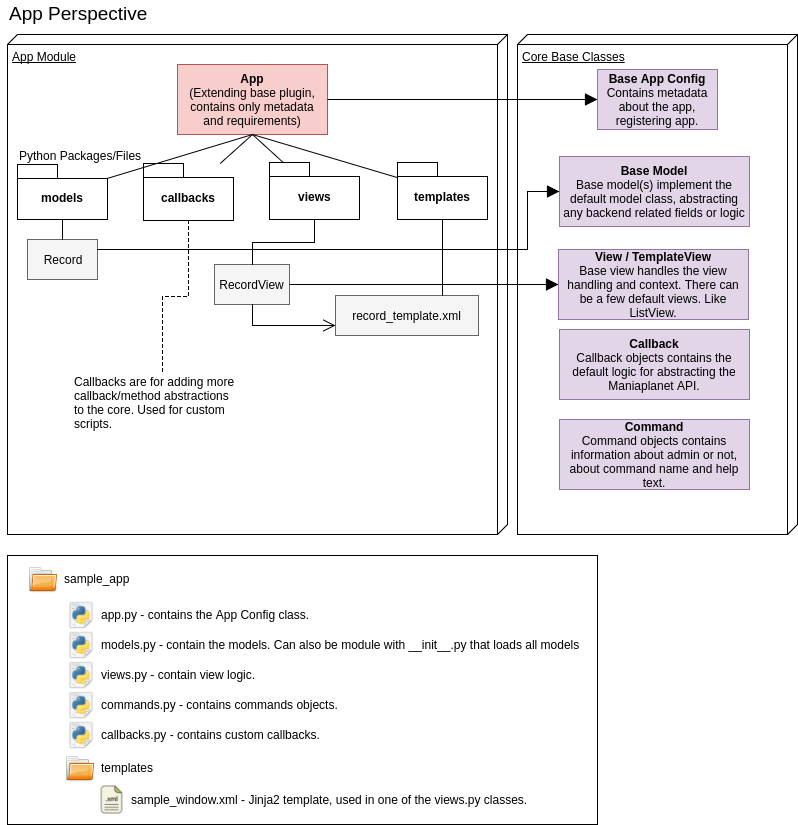 App Perspective
App Module
App
(Extending base plugin,
contains only metadata
and requirements)
Python Packages/Files
models
callbacks
views
templates
Record
RecordView
record_template.xml
Callbacks are for adding more
callback/method abstractions
to the core. Used for custom
scripts.
Core Base Classes
Base App Config
Contains metadata
about the app,
registering app.
Base Model
Base model(s) implement the
default model class, abstracting
any backend related fields or logic
View / TemplateView
Base view handles the view
handling and context. There can
be a few default views. Like
ListView.
Callback
Callback objects contains the
default logic for abstracting the
Maniaplanet API.
Command
Command objects contains
information about admin or not,
about command name and help
text.
sample_app
app.py - contains the App Config class.
models.py - contain the models. Can also be module with __init__.py that loads all models
views.py - contain view logic.
commands.py - contains commands objects.
callbacks.py - contains custom callbacks.
templates
.xml
sample_window.xml - Jinja2 template, used in one of the views.py classes.